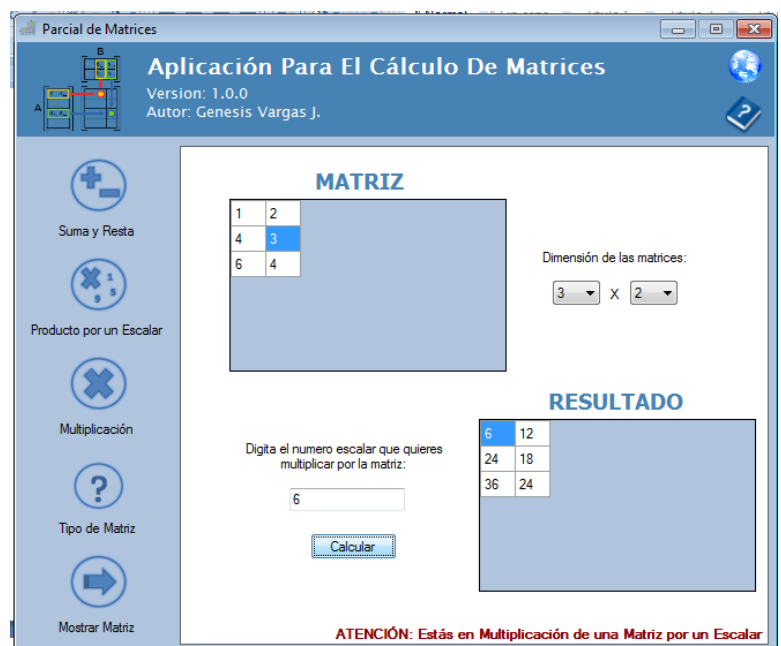 Parcial de Matrices
B
A
Aplicación Para El Cálculo De Matrices
Version: 1.0.0
Autor: Genesis Vargas J.
Suma y Resta
Producto por un Escalar
Multiplicación
Tipo de Matriz
Mostrar Matriz
MATRIZ
1 2
4 3
6 4
Dimensión de las matrices:
3 X 2
Digita el numero escalar que quieres
multiplicar por la matriz:
6
Calcular
RESULTADO
6 12
24 18
36 24
ATENCIÓN: Estás en Multiplicación de una Matriz por un Escalar